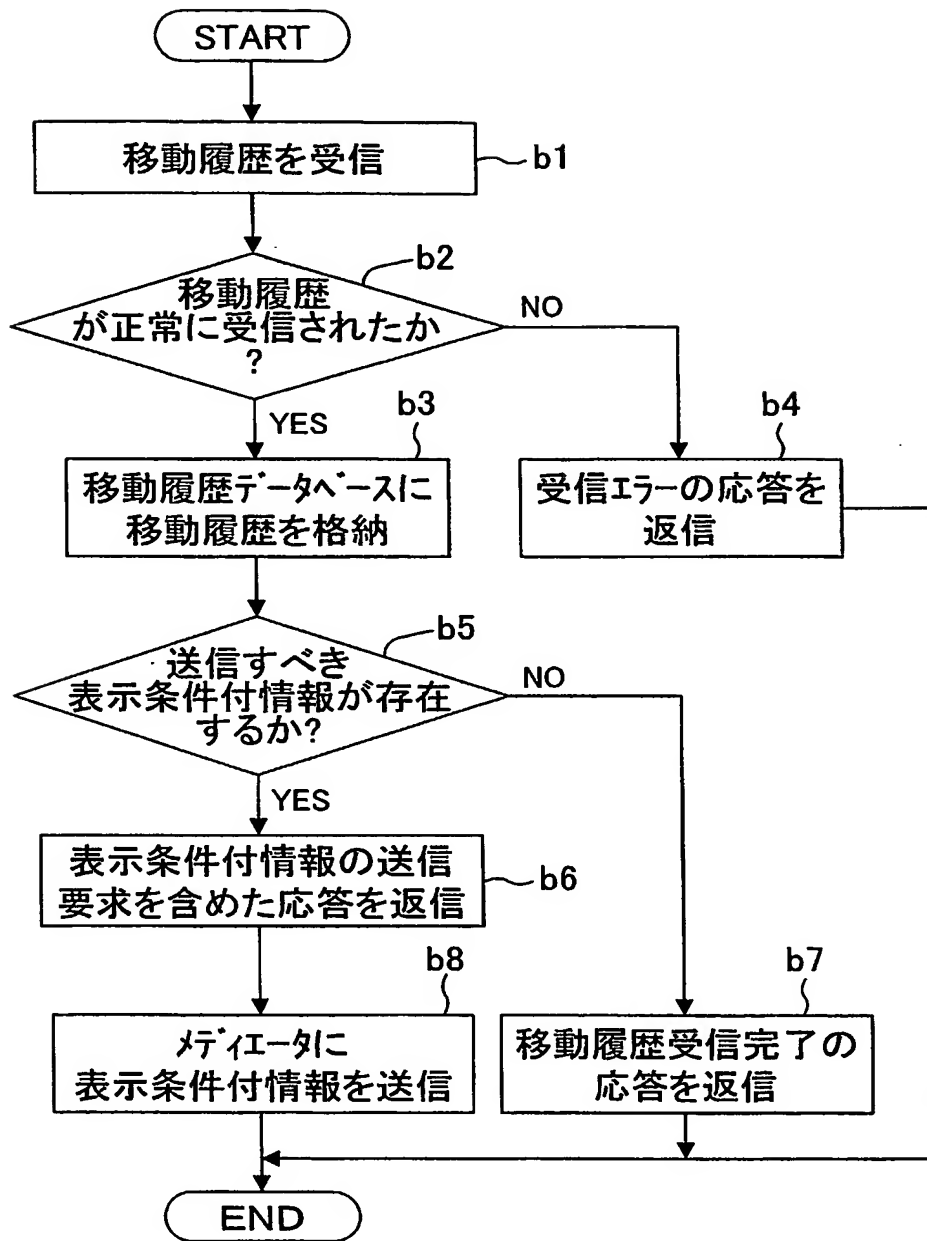 START
移動履歴を受信
b1
b2
移動履歴
が正常に受信されたか
?
NO
YES
b3
移動履歴データベースに
移動履歴を格納
b4
受信エラーの応答を
返信
b5
送信すべき
表示条件付情報が存在
するか?
NO
YES
表示条件付情報の送信
要求を含めた応答を返信
b6
b8
メディエータに
表示条件付情報を送信
b7
移動履歴受信完了の
応答を返信
END